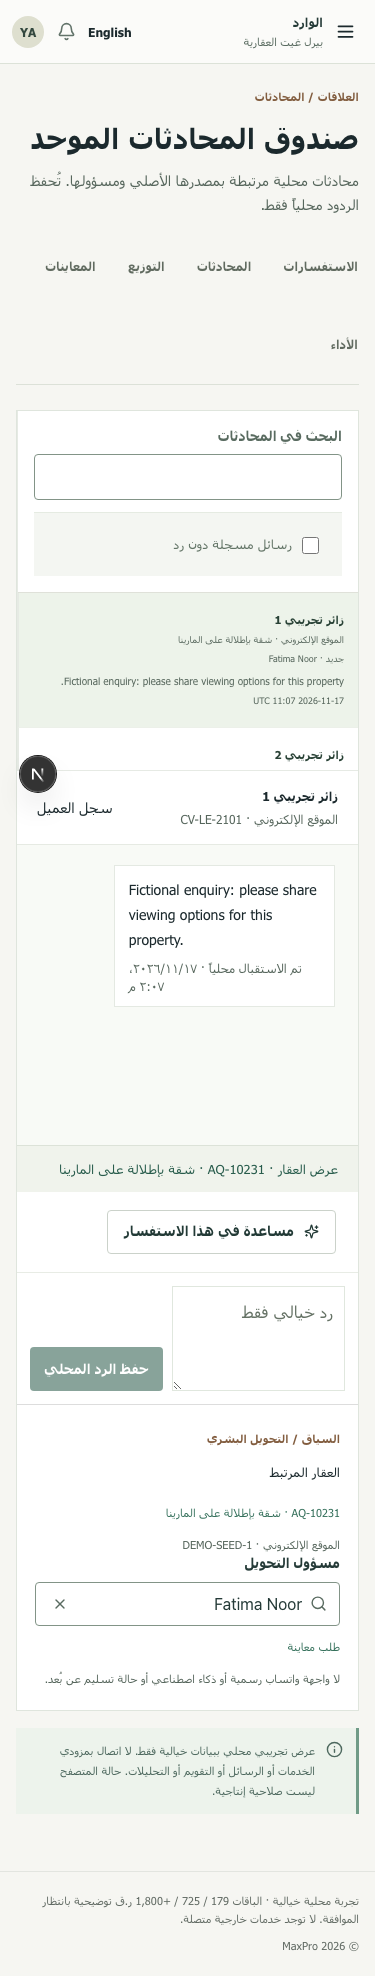 الوارد
بيرل غيت العقارية
English
YA
العلاقات / المحادثات
صندوق المحادثات الموحد
محادثات محلية مرتبطة بمصدرها الأصلي ومسؤولها. تُحفظ
الردود محلياً فقط.
الاستفسارات
المحادثات
التوزيع
المعاينات
الأداء
البحث في المحادثات
رسائل مسجلة دون رد
زائر تجريبي 1
الموقع الإلكتروني · شقة بإطلالة على المارينا
جديد · Fatima Noor
Fictional enquiry: please share viewing options for this property.
2026-11-17 11:07 UTC
زائر تجريبي 2
زائر تجريبي 1
الموقع الإلكتروني · CV-LE-2101
سجل العميل
Fictional enquiry: please share
viewing options for this
property.
تم الاستقبال محلياً · ٢٠٢٦/١١/١٧،
٢:٠٧ م
عرض العقار · AQ-10231 · شقة بإطلالة على المارينا
مساعدة في هذا الاستفسار
رد خيالي فقط
حفظ الرد المحلي
السياق / التحويل البشري
العقار المرتبط
AQ-10231 · شقة بإطلالة على المارينا
الموقع الإلكتروني · DEMO-SEED-1
مسؤول التحويل
Fatima Noor
طلب معاينة
لا واجهة واتساب رسمية أو ذكاء اصطناعي أو حالة تسليم عن بُعد.
عرض تجريبي محلي ببيانات خيالية فقط. لا اتصال بمزودي
الخدمات أو الرسائل أو التقويم أو التحليلات. حالة المتصفح
ليست صلاحية إنتاجية.
تجربة محلية خيالية · الباقات 179 / 725 / +1,800 ر.ق توضيحية بانتظار
الموافقة. لا توجد خدمات خارجية متصلة.
© 2026 MaxPro